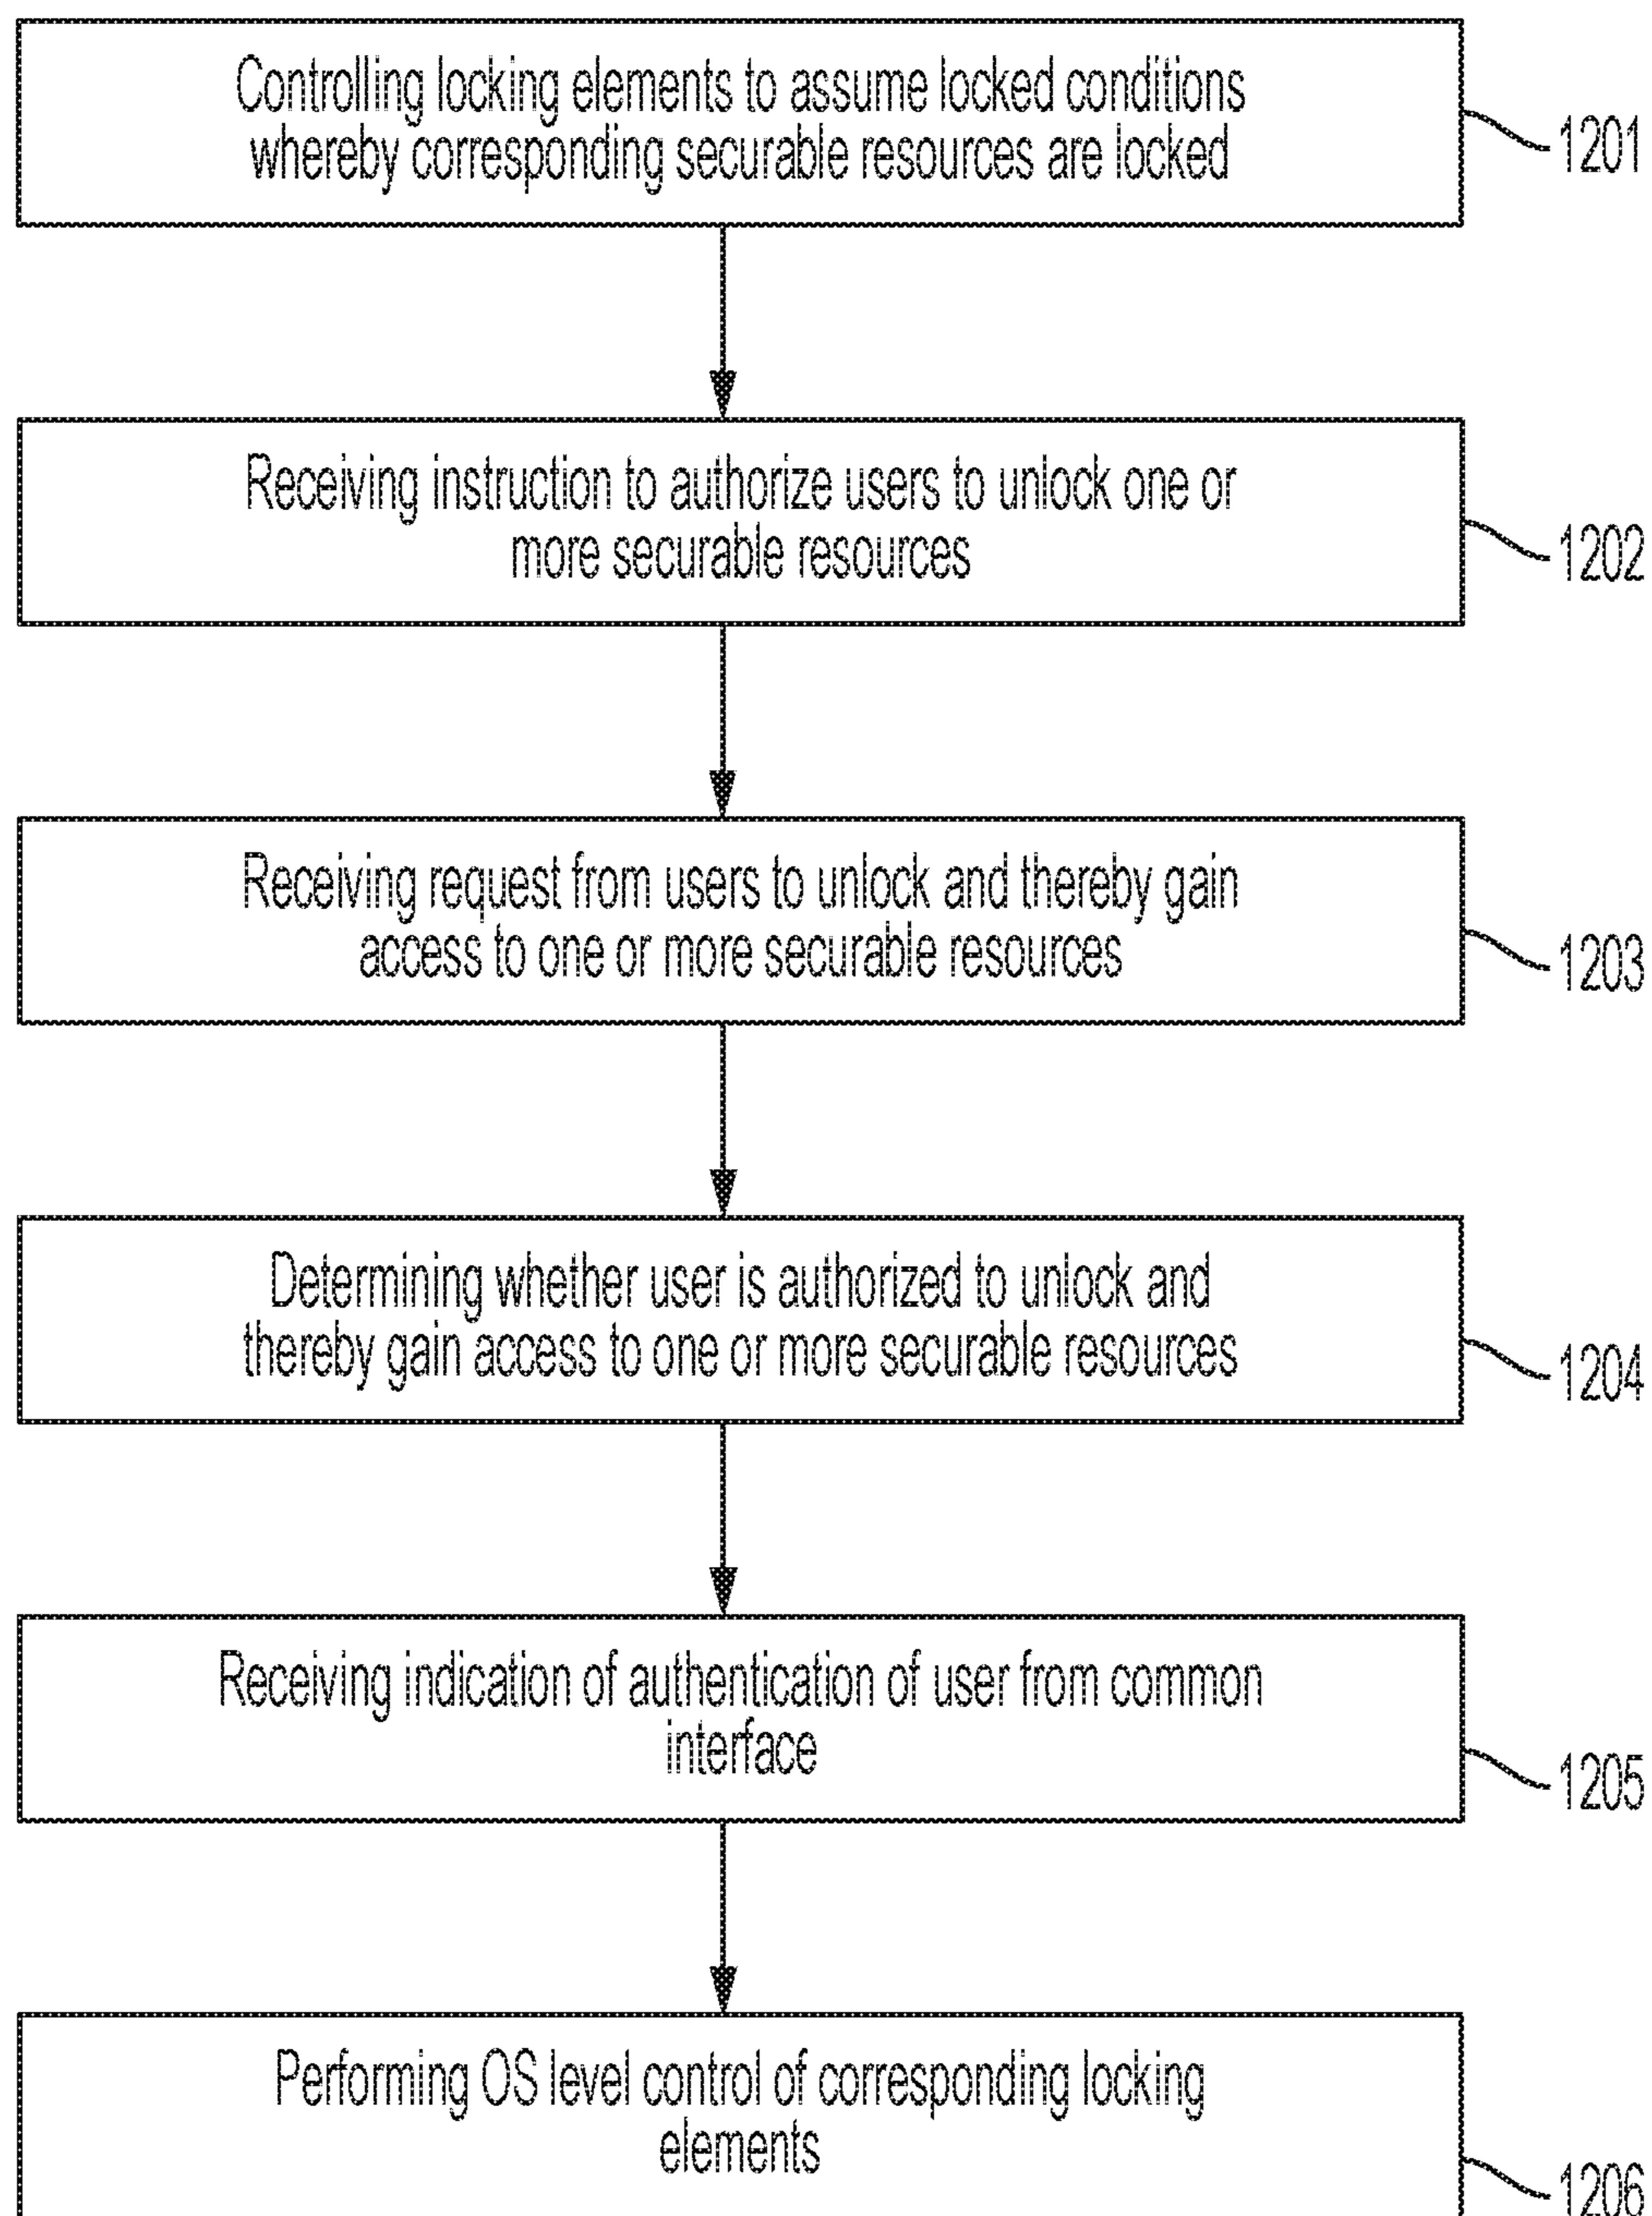 Controlling locking elements to assume locked conditions
whereby corresponding securable resources are locked
1201
Receiving instruction to authorize users to unlock one or
more securable resources
1202
Receiving request from users to unlock and thereby gain
access to one or more securable resources
1203
Determining whether user is authorized to unlock and
thereby gain access to one or more securable resources
1204
Receiving indication of authentication of user from common
interface
1205
Performing OS level control of corresponding locking
elements
1206